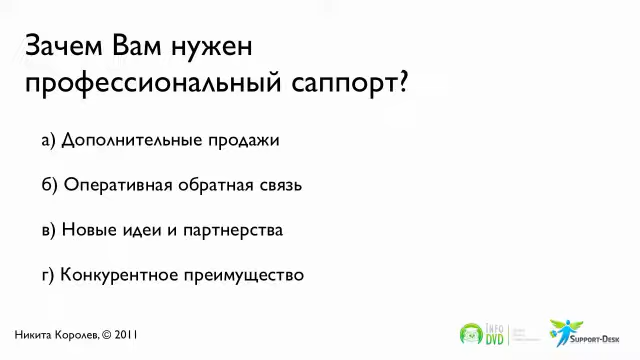 Зачем Вам нужен
профессиональный саппорт?
а) Дополнительные продажи
б) Оперативная обратная связь
в) Новые идеи и партнерства
г) Конкурентное преимущество
Никита Королев, © 2011
INFO
DVD
SUPPORT-DESK